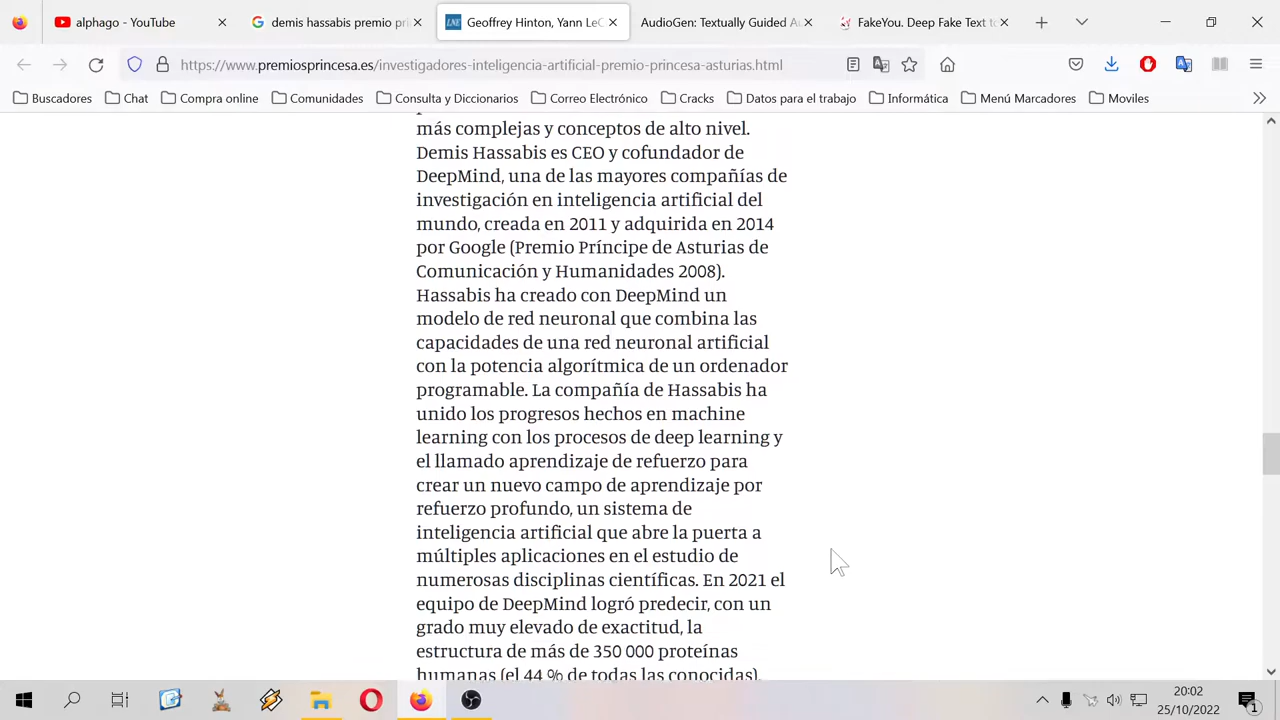 alphago - YouTube
demis hassabis premio pri
Geoffrey Hinton, Yann LeC
AudioGen: Textually Guided Au
FakeYou. Deep Fake Text to
https://www.premiosprincesa.es/investigadores-inteligencia-artificial-premio-princesa-asturias.html
Buscadores
Chat
Compra online
Comunidades
Consulta y Diccionarios
Correo Electrónico
Cracks
Datos para el trabajo
Informática
Menú Marcadores
Moviles
más complejas y conceptos de alto nivel.
Demis Hassabis es CEO y cofundador de
DeepMind, una de las mayores compañías de
investigación en inteligencia artificial del
mundo, creada en 2011 y adquirida en 2014
por Google (Premio Príncipe de Asturias de
Comunicación y Humanidades 2008).
Hassabis ha creado con DeepMind un
modelo de red neuronal que combina las
capacidades de una red neuronal artificial
con la potencia algorítmica de un ordenador
programable. La compañía de Hassabis ha
unido los progresos hechos en machine
learning con los procesos de deep learning y
el llamado aprendizaje de refuerzo para
crear un nuevo campo de aprendizaje por
refuerzo profundo, un sistema de
inteligencia artificial que abre la puerta a
múltiples aplicaciones en el estudio de
numerosas disciplinas científicas. En 2021 el
equipo de DeepMind logró predecir, con un
grado muy elevado de exactitud, la
estructura de más de 350 000 proteínas
humanas (el 44 % de todas las conocidas).
20:02
25/10/2022
1